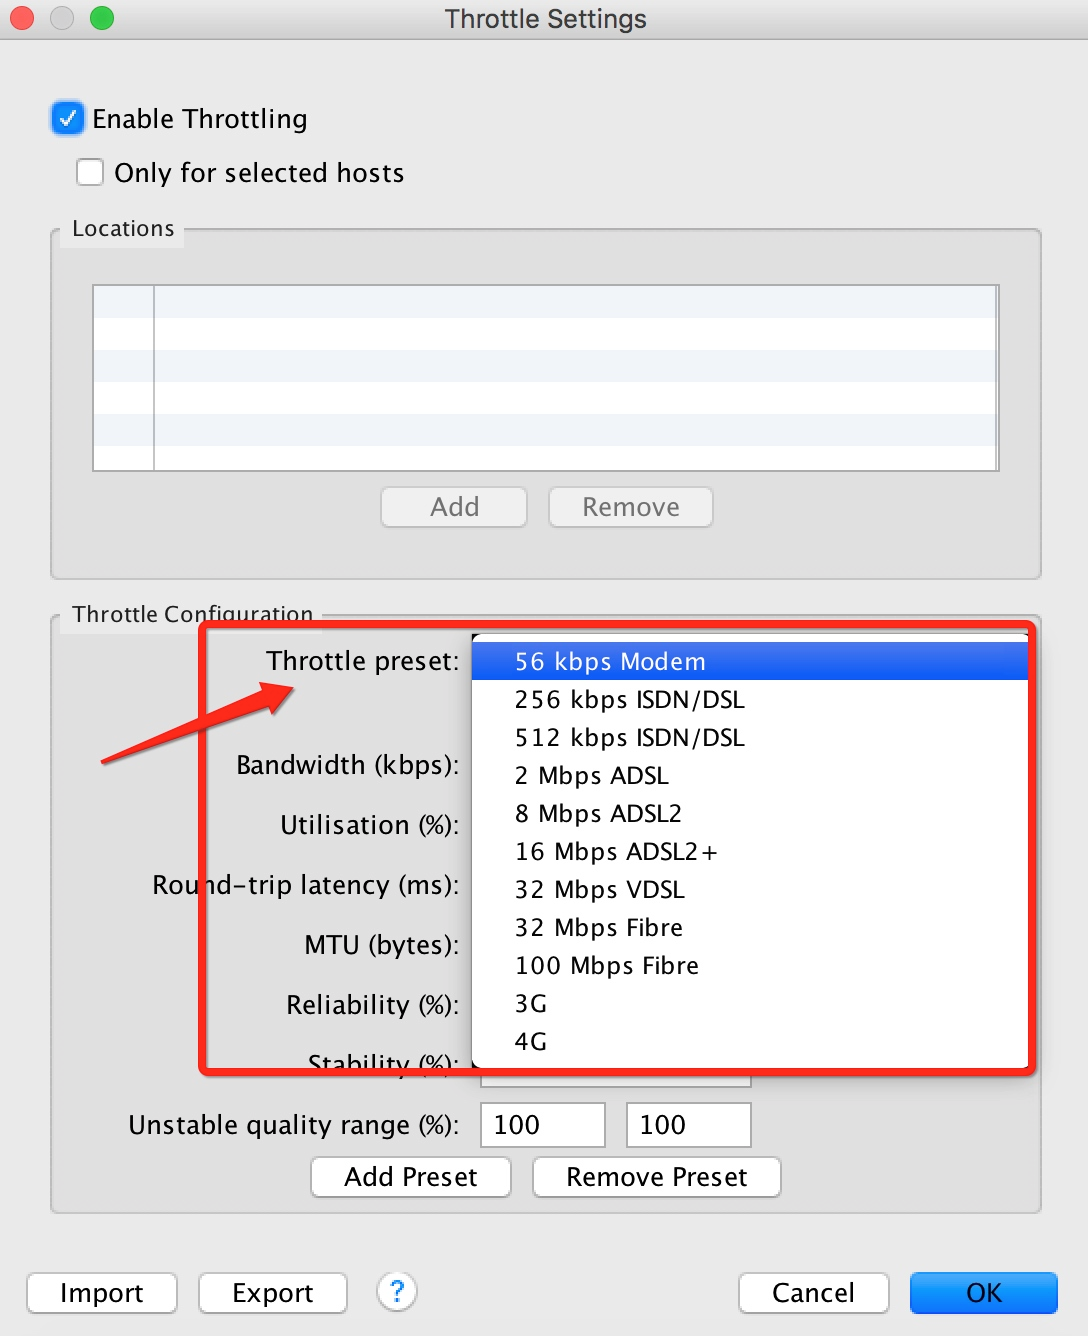 Throttle Settings
Enable Throttling
Only for selected hosts
Locations
Add Remove
Throttle Configuration
Throttle preset: 56 kbps Modem
256 kbps ISDN/DSL
512 kbps ISDN/DSL
Bandwidth (kbps): 2 Mbps ADSL
8 Mbps ADSL2
Utilisation (%):
16 Mbps ADSL2+
Round-trip latency (ms): 32 Mbps VDSL
32 Mbps Fibre
MTU (bytes):
100 Mbps Fibre
Reliability (%): 3G
4G
Stability (%):
Unstable quality range (%): 100 100
Add Preset Remove Preset
Import Export ? Cancel OK